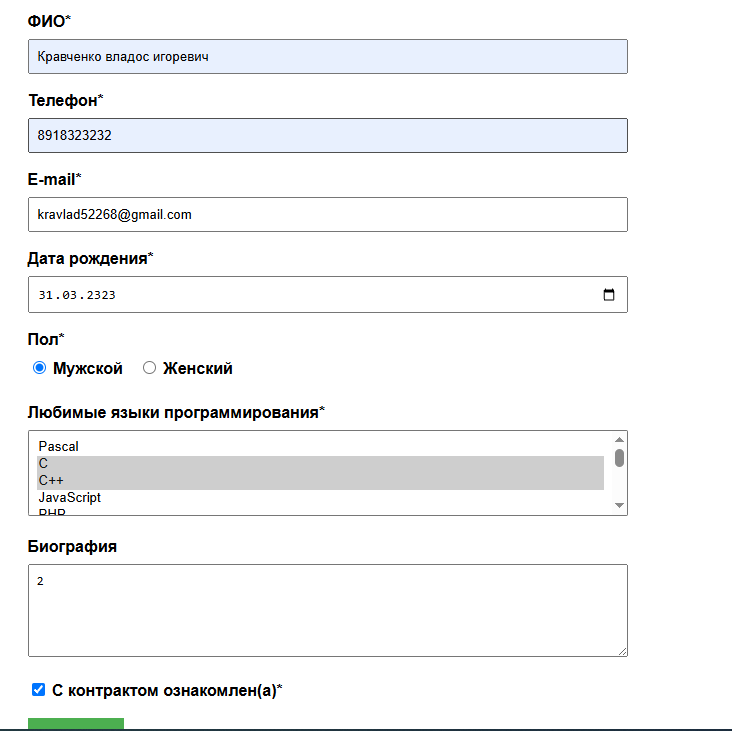 ФИО*
Кравченко владос игоревич
Телефон*
8918323232
E-mail*
kravlad52268@gmail.com
Дата рождения*
31.03.2323
Пол*
Мужской Женский
Любимые языки программирования*
Pascal
C
C++
JavaScript
PHP
Биография
2
С контрактом ознакомлен(а)*